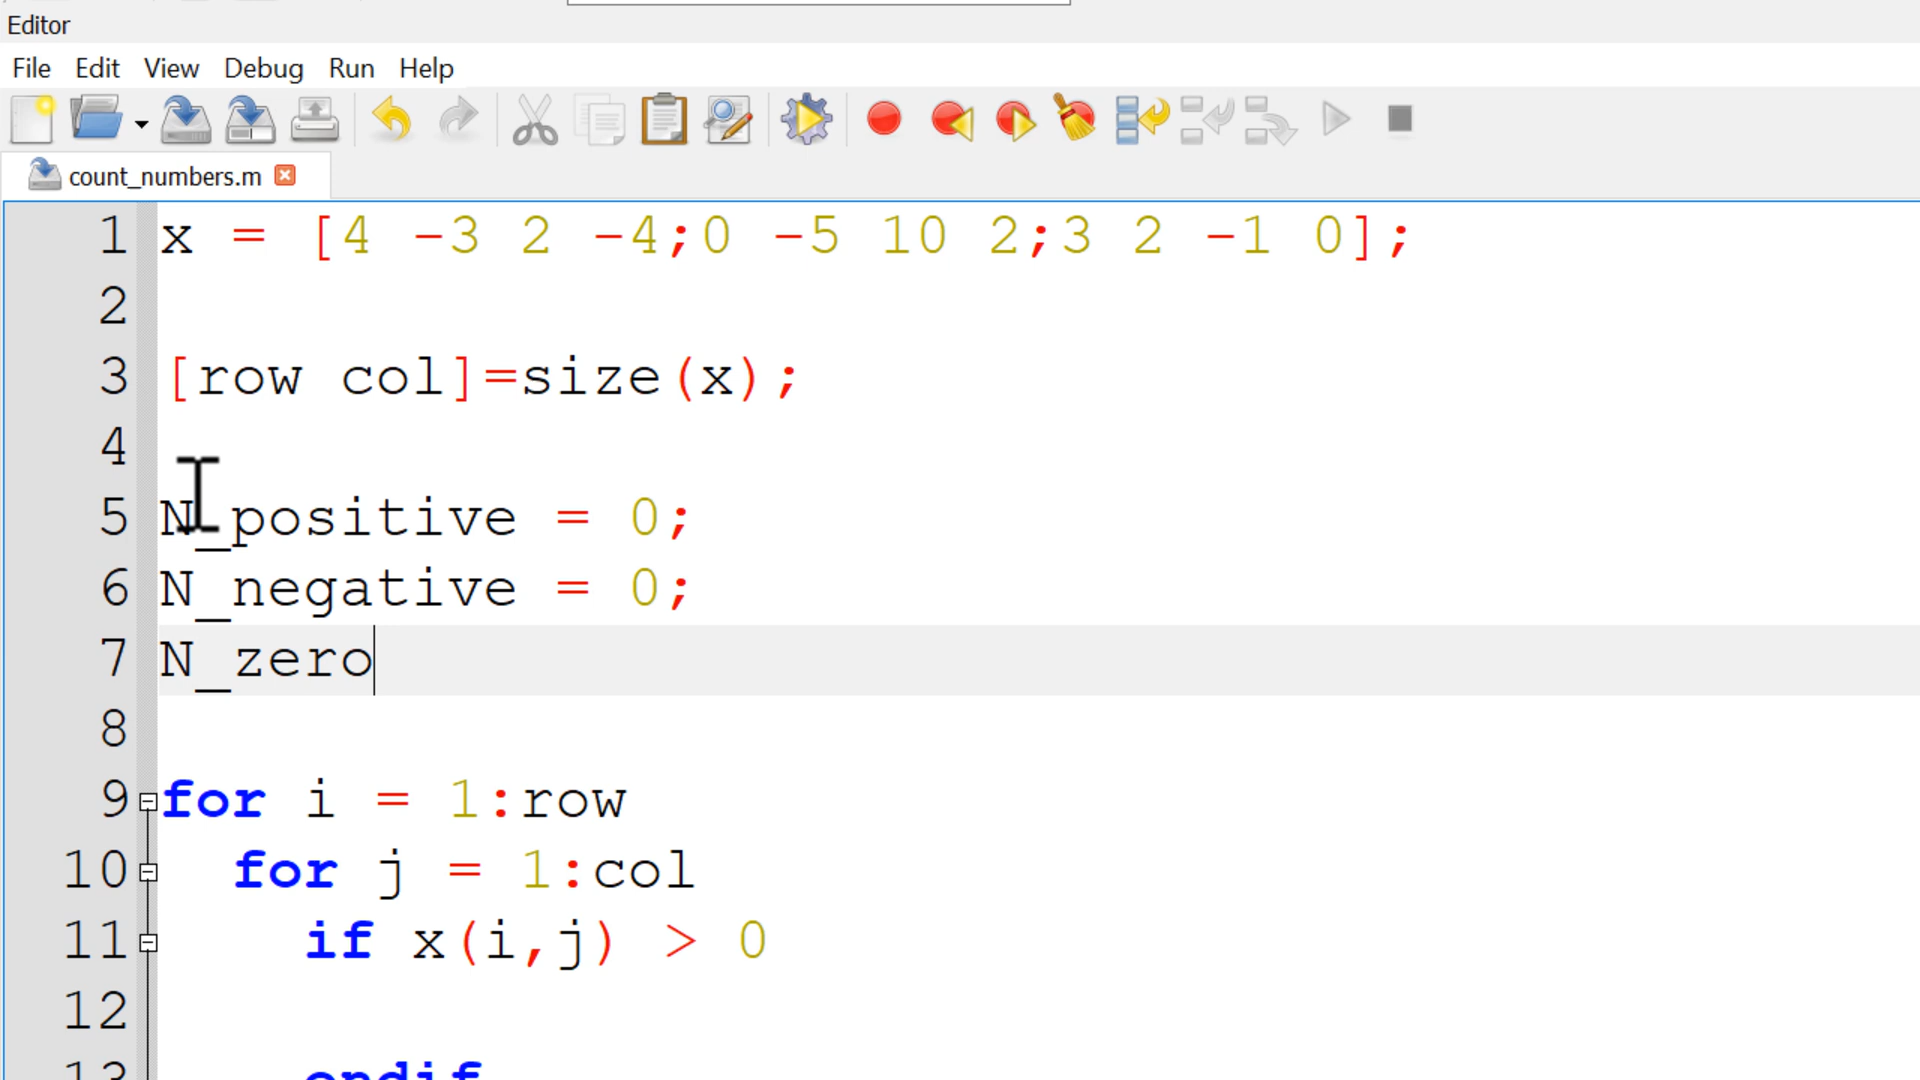 Editor
File Edit View Debug Run Help
count_numbers.m
1 x = [4 -3 2 -4;0 -5 10 2;3 2 -1 0];
2
3 [row col]=size(x);
4
5 N_positive = 0;
6 N_negative = 0;
7 N_zero
8
9 for i = 1:row
10 for j = 1:col
11 if x(i,j) > 0
12
13 endif